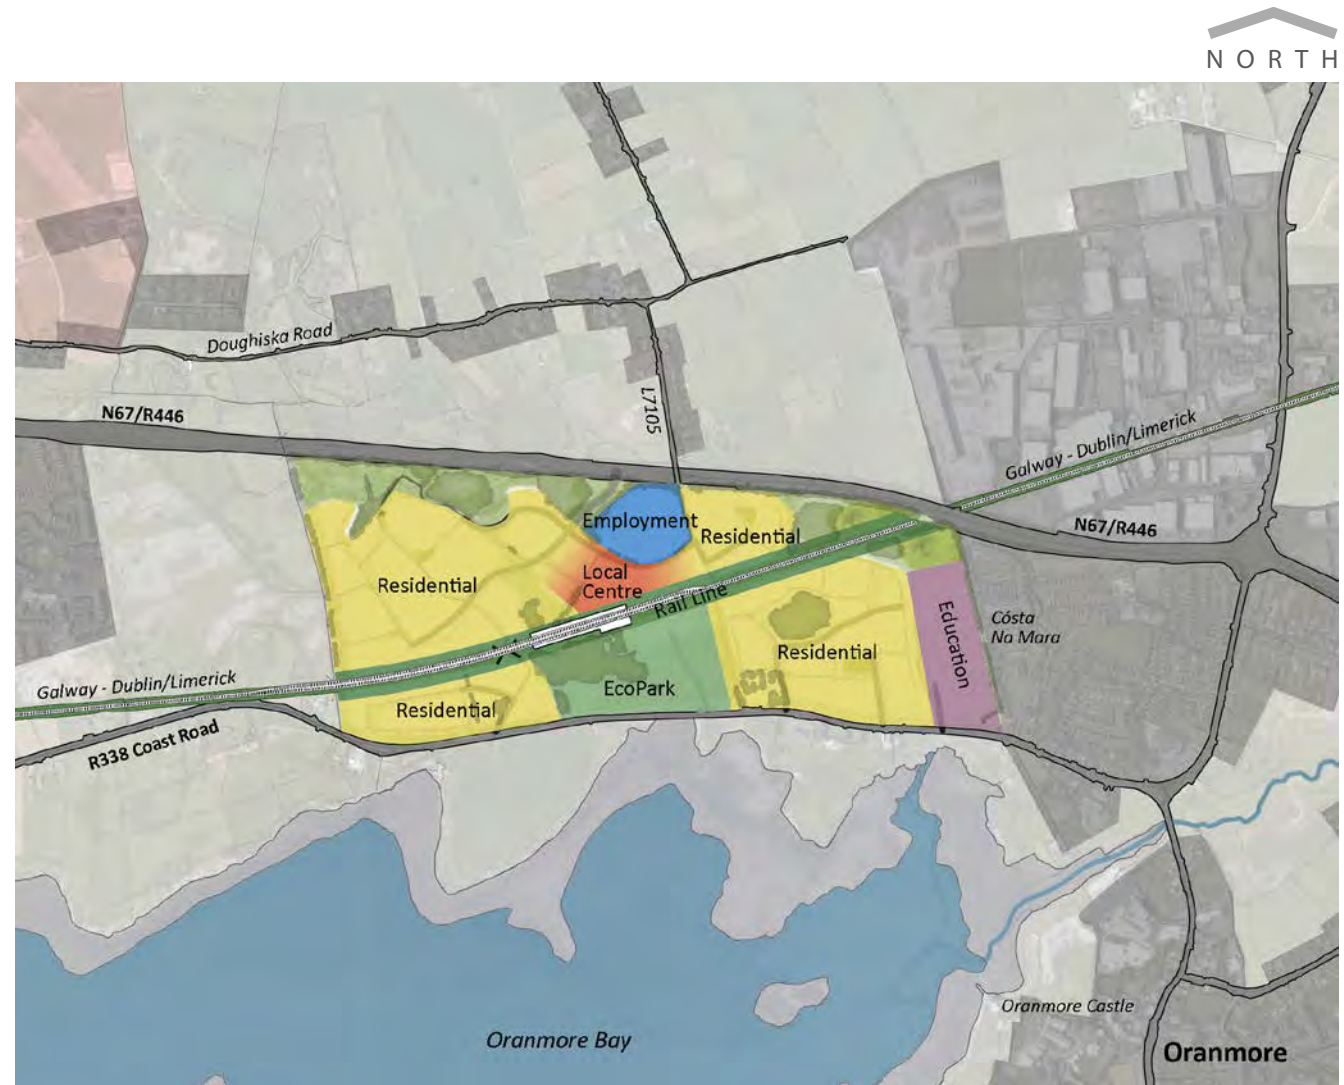 NORTH
Doughiska Road
N67/R446
L7105
Galway - Dublin/Limerick
N67/R446
Employment
Residential
Local
Centre
Residential
Rail Line
Education
Cósta
Na Mara
Residential
Galway - Dublin/Limerick
EcoPark
Residential
R338 Coast Road
Oranmore Castle
Oranmore Bay
Oranmore